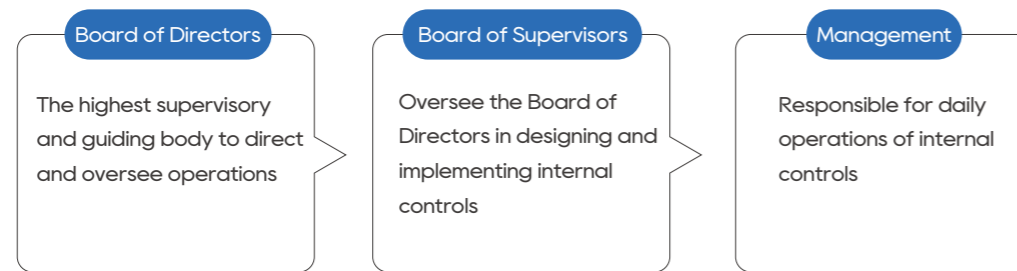 Board of Directors
The highest supervisory
and guiding body to direct
and oversee operations
Board of Supervisors
Oversee the Board of
Directors in designing and
implementing internal
controls
Management
Responsible for daily
operations of internal
controls